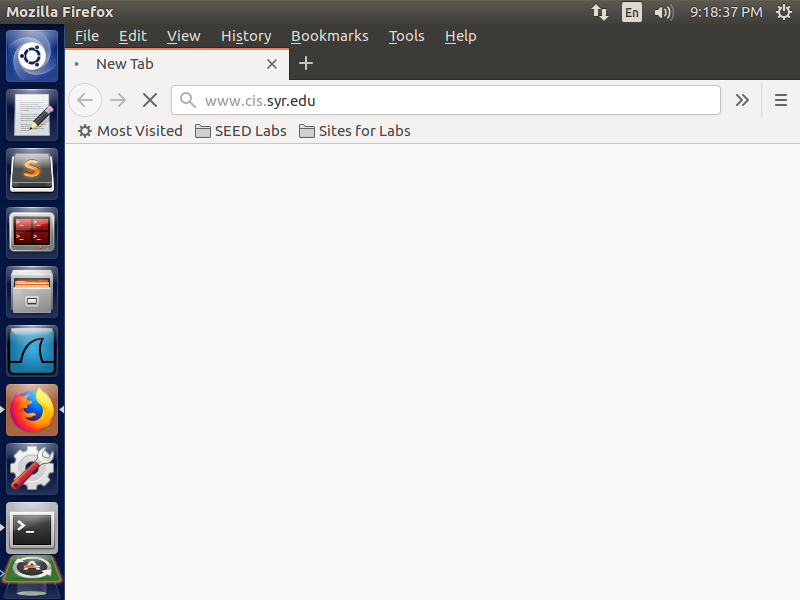 Mozilla Firefox
En
9:18:37 PM
File Edit View History Bookmarks Tools Help
New Tab
www.cis.syr.edu
Most Visited SEED Labs Sites for Labs